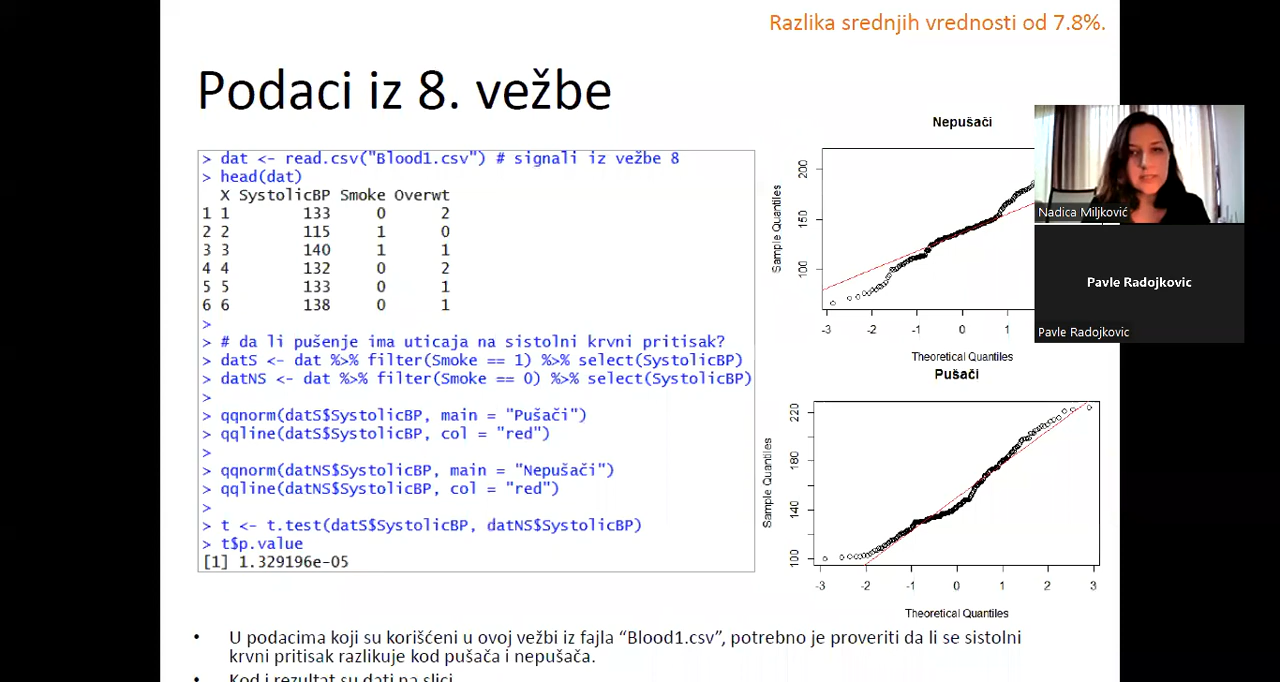 Razlika srednjih vrednosti od 7.8%.
Podaci iz 8. vežbe
> dat <- read.csv("Blood1.csv") # signali iz vežbe 8
> head(dat)
X SystolicBP Smoke Overwt
1 1 133 0 2
2 2 115 1 0
3 3 140 1 1
4 4 132 0 2
5 5 133 0 1
6 6 138 0 1
>
> # da li pušenje ima uticaja na sistolni krvni pritisak?
> datS <- dat %>% filter(Smoke == 1) %>% select(SystolicBP)
> datNS <- dat %>% filter(Smoke == 0) %>% select(SystolicBP)
>
> qqnorm(datS$SystolicBP, main = "Pušači")
> qqline(datS$SystolicBP, col = "red")
>
> qqnorm(datNS$SystolicBP, main = "Nepušači")
> qqline(datNS$SystolicBP, col = "red")
>
> t <- t.test(datS$SystolicBP, datNS$SystolicBP)
> t$p.value
[1] 1.329196e-05
Nepušači
Sample Quantiles
200
150
100
-3 -2 -1 0 1
Theoretical Quantiles
Pušači
Sample Quantiles
220
180
140
100
-3 -2 -1 0 1 2 3
Theoretical Quantiles
Nadica Miljković
Pavle Radojkovic
Pavle Radojkovic
• U podacima koji su korišćeni u ovoj vežbi iz fajla “Blood1.csv”, potrebno je proveriti da li se sistolni
krvni pritisak razlikuje kod pušača i nepušača.
• Kod i rezultat su dati na slici.